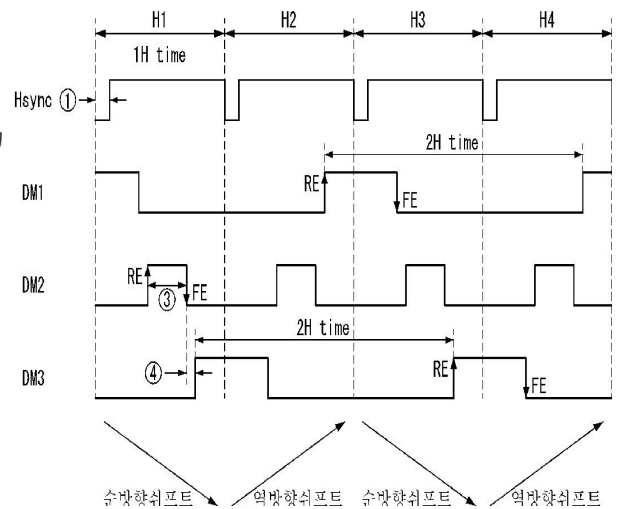 H1 H2 H3 H4
1H time
Hsync ①
2H time
DM1 RE FE
DM2 RE ③ FE
2H time
DM3 ④ RE FE
순방향쉬프트 역방향쉬프트 순방향쉬프트 역방향쉬프트